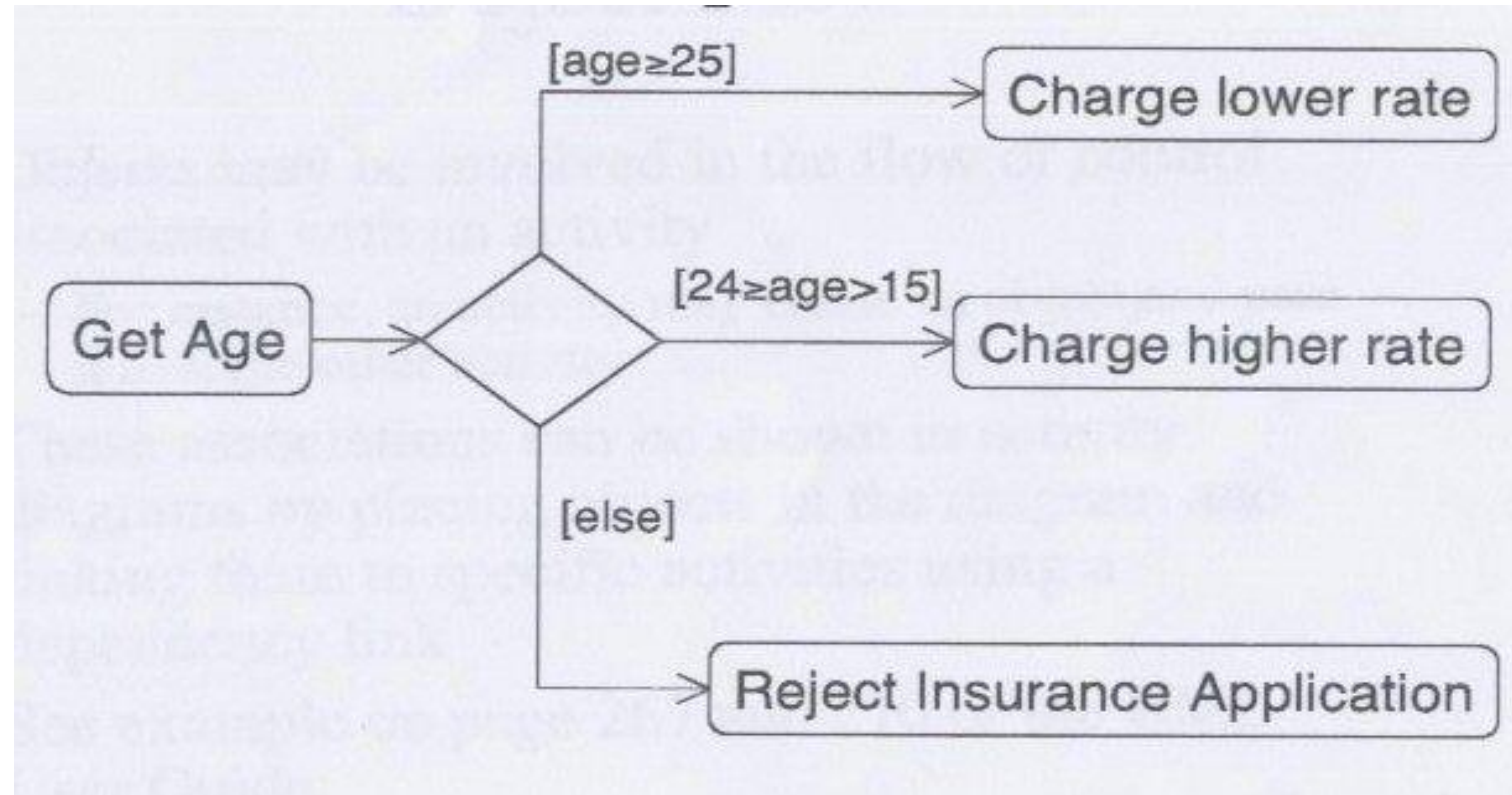 [age≥25]
Charge lower rate
[24≥age>15]
Get Age
Charge higher rate
[else]
Reject Insurance Application